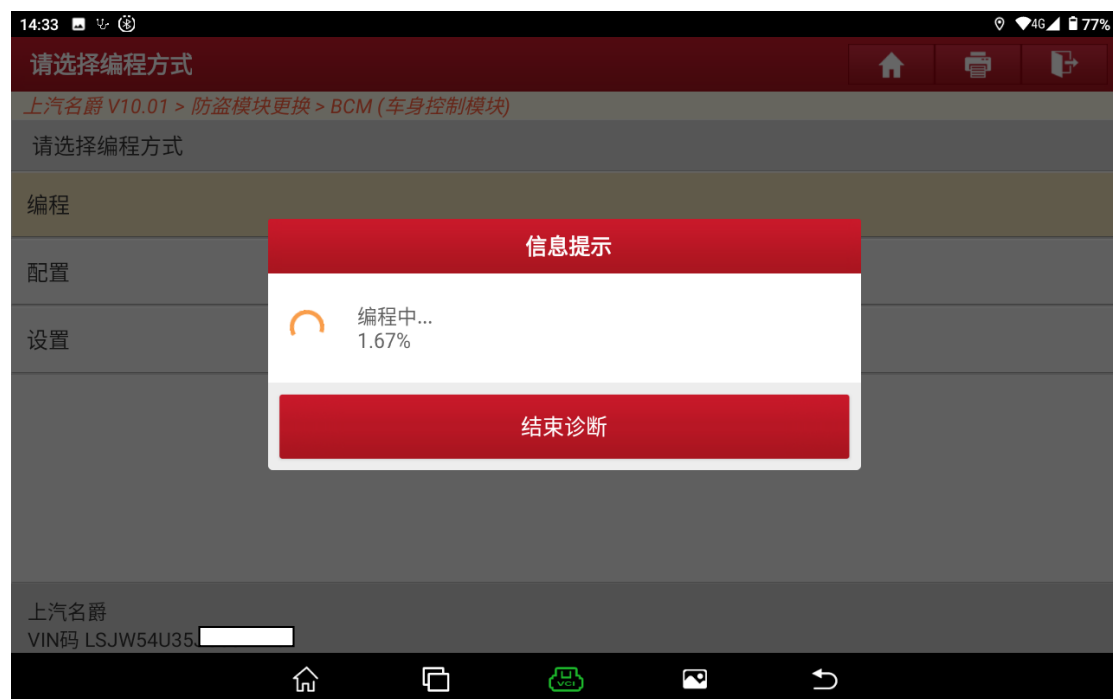 14:33
4G 77%
请选择编程方式
上汽名爵 V10.01 > 防盗模块更换 > BCM (车身控制模块)
请选择编程方式
编程
配置
设置
信息提示
编程中...
1.67%
结束诊断
上汽名爵
VIN码 LSJW54U35
VCI